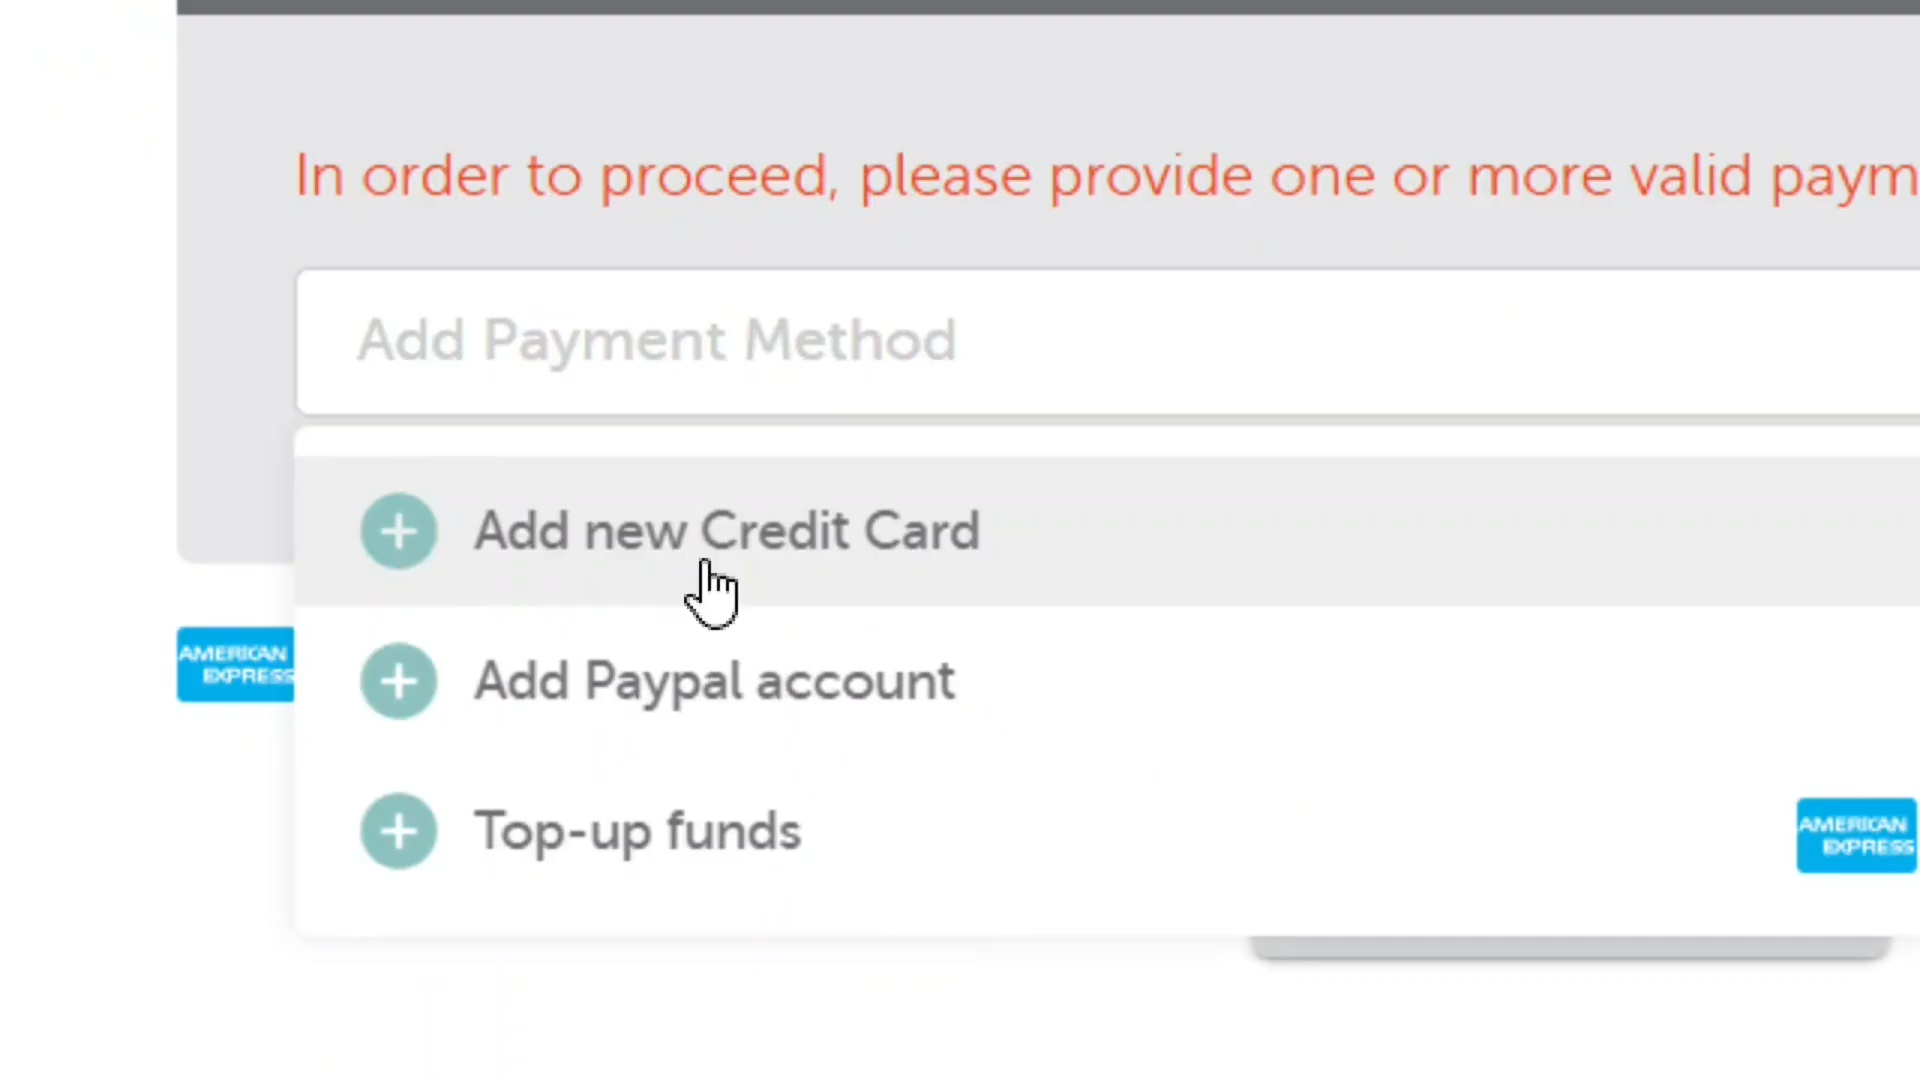 In order to proceed, please provide one or more valid paym
Add Payment Method
Add new Credit Card
AMERICAN
EXPRESS
Add Paypal account
Top-up funds
AMERICAN
EXPRESS